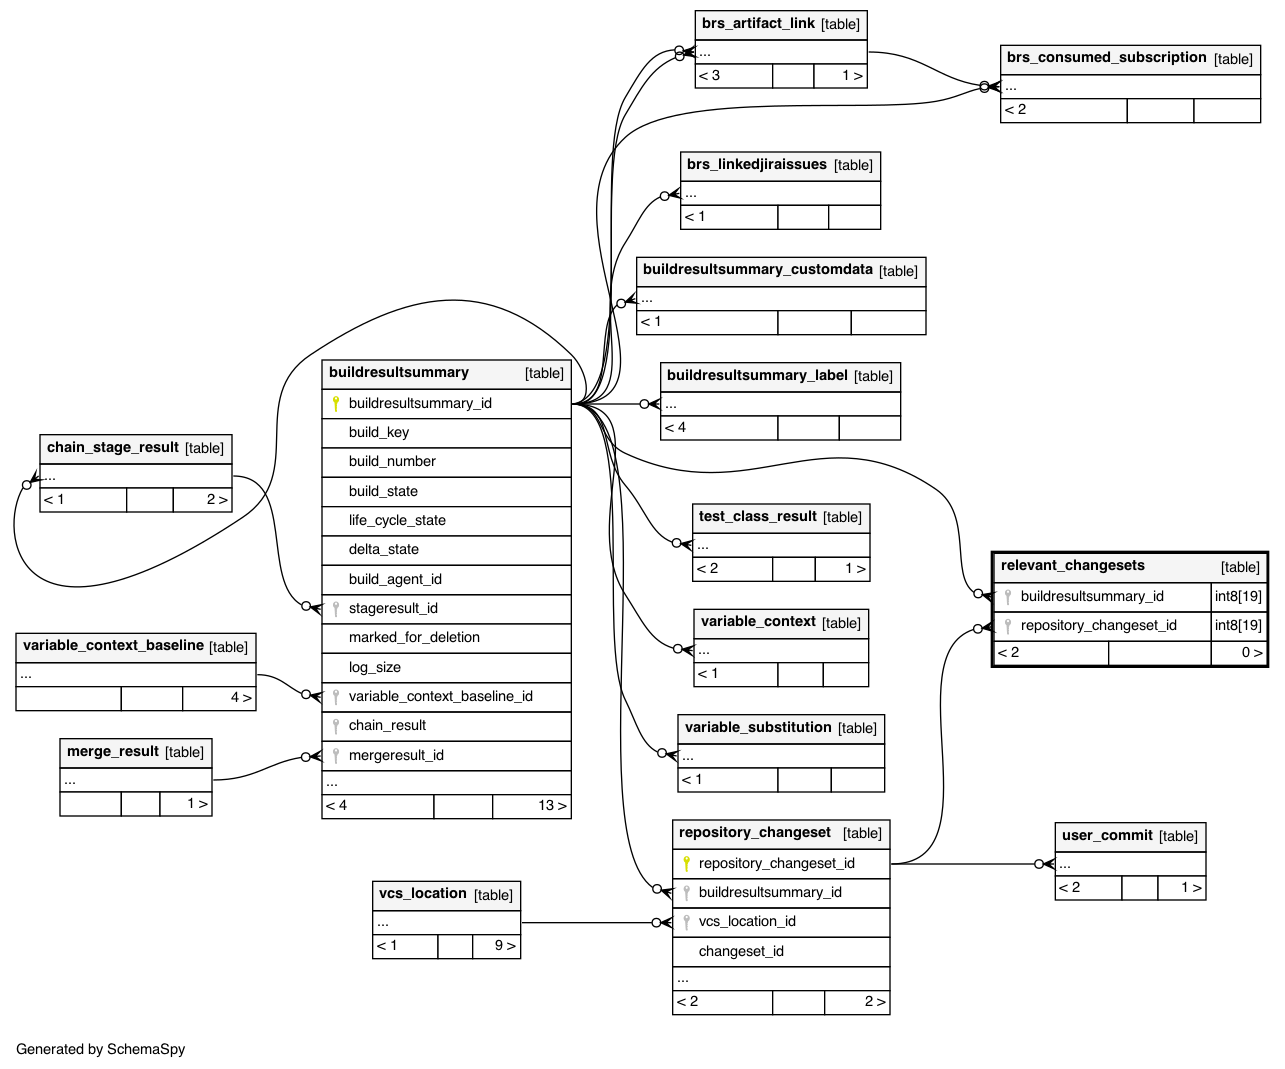 brs_artifact_link [table]
...
< 3 1 >
brs_consumed_subscription [table]
...
< 2
brs_linkedjiraissues [table]
...
< 1
buildresultsummary_customdata [table]
...
< 1
buildresultsummary_label [table]
...
< 4
buildresultsummary [table]
buildresultsummary_id
build_key
build_number
build_state
life_cycle_state
delta_state
build_agent_id
stageresult_id
marked_for_deletion
log_size
variable_context_baseline_id
chain_result
mergeresult_id
...
< 4 13 >
chain_stage_result [table]
...
< 1 2 >
variable_context_baseline [table]
...
4 >
merge_result [table]
...
1 >
test_class_result [table]
...
< 2 1 >
relevant_changesets [table]
buildresultsummary_id int8[19]
repository_changeset_id int8[19]
< 2 0 >
variable_context [table]
...
< 1
variable_substitution [table]
...
< 1
repository_changeset [table]
repository_changeset_id
buildresultsummary_id
vcs_location_id
changeset_id
...
< 2 2 >
user_commit [table]
...
< 2 1 >
vcs_location [table]
...
< 1 9 >
Generated by SchemaSpy